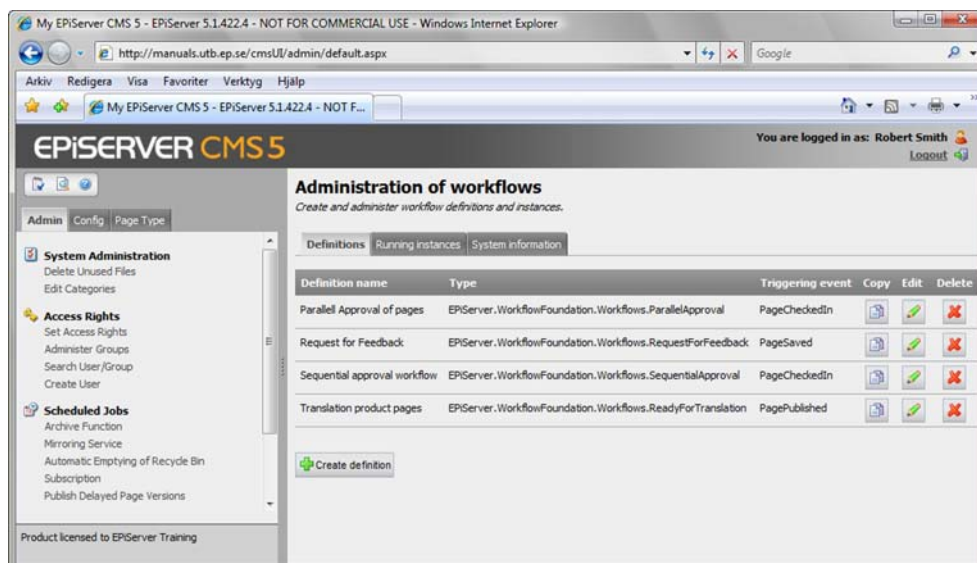 My EPiServer CMS 5 - EPiServer 5.1.422.4 - NOT FOR COMMERCIAL USE - Windows Internet Explorer
http://manuals.utb.ep.se/cmsUI/admin/default.aspx
Google
Arkiv Redigera Visa Favoriter Verktyg Hjälp
My EPiServer CMS 5 - EPiServer 5.1.422.4 - NOT F...
EPiSERVER CMS 5
You are logged in as: Robert Smith
Logout
Admin Config Page Type
System Administration
Delete Unused Files
Edit Categories
Access Rights
Set Access Rights
Administer Groups
Search User/Group
Create User
Scheduled Jobs
Archive Function
Mirroring Service
Automatic Emptying of Recycle Bin
Subscription
Publish Delayed Page Versions
Product licensed to EPiServer Training
Administration of workflows
Create and administer workflow definitions and instances.
Definitions Running instances System information
Definition name Type Triggering event Copy Edit Delete
Parallell Approval of pages EPiServer.WorkflowFoundation.Workflows.ParallelApproval PageCheckedIn
Request for Feedback EPiServer.WorkflowFoundation.Workflows.RequestForFeedback PageSaved
Sequential approval workflow EPiServer.WorkflowFoundation.Workflows.SequentialApproval PageCheckedIn
Translation product pages EPiServer.WorkflowFoundation.Workflows.ReadyForTranslation PagePublished
Create definition